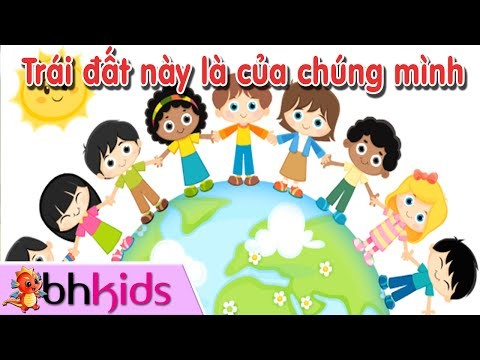 Trái đất này là của chúng mình
bhkids